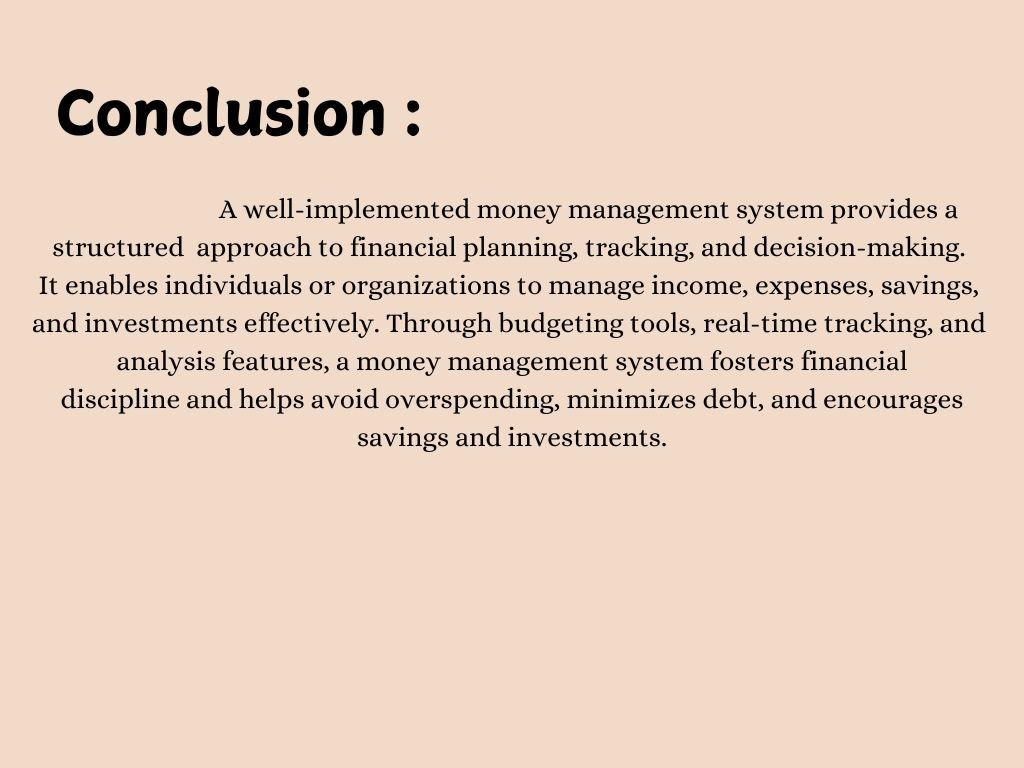 Conclusion :
A well-implemented money management system provides a
structured  approach to financial planning, tracking, and decision-making.
It enables individuals or organizations to manage income, expenses, savings,
and investments effectively. Through budgeting tools, real-time tracking, and
analysis features, a money management system fosters financial
discipline and helps avoid overspending, minimizes debt, and encourages
savings and investments.